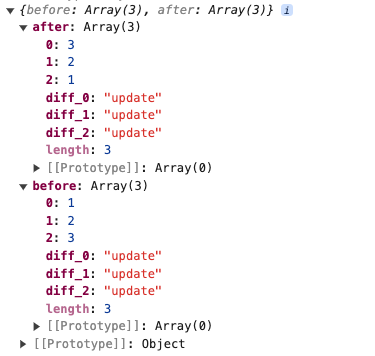 {before: Array(3), after: Array(3)} i
after: Array(3)
0: 3
1: 2
2: 1
diff_0: "update"
diff_1: "update"
diff_2: "update"
length: 3
[[Prototype]]: Array(0)
before: Array(3)
0: 1
1: 2
2: 3
diff_0: "update"
diff_1: "update"
diff_2: "update"
length: 3
[[Prototype]]: Array(0)
[[Prototype]]: Object